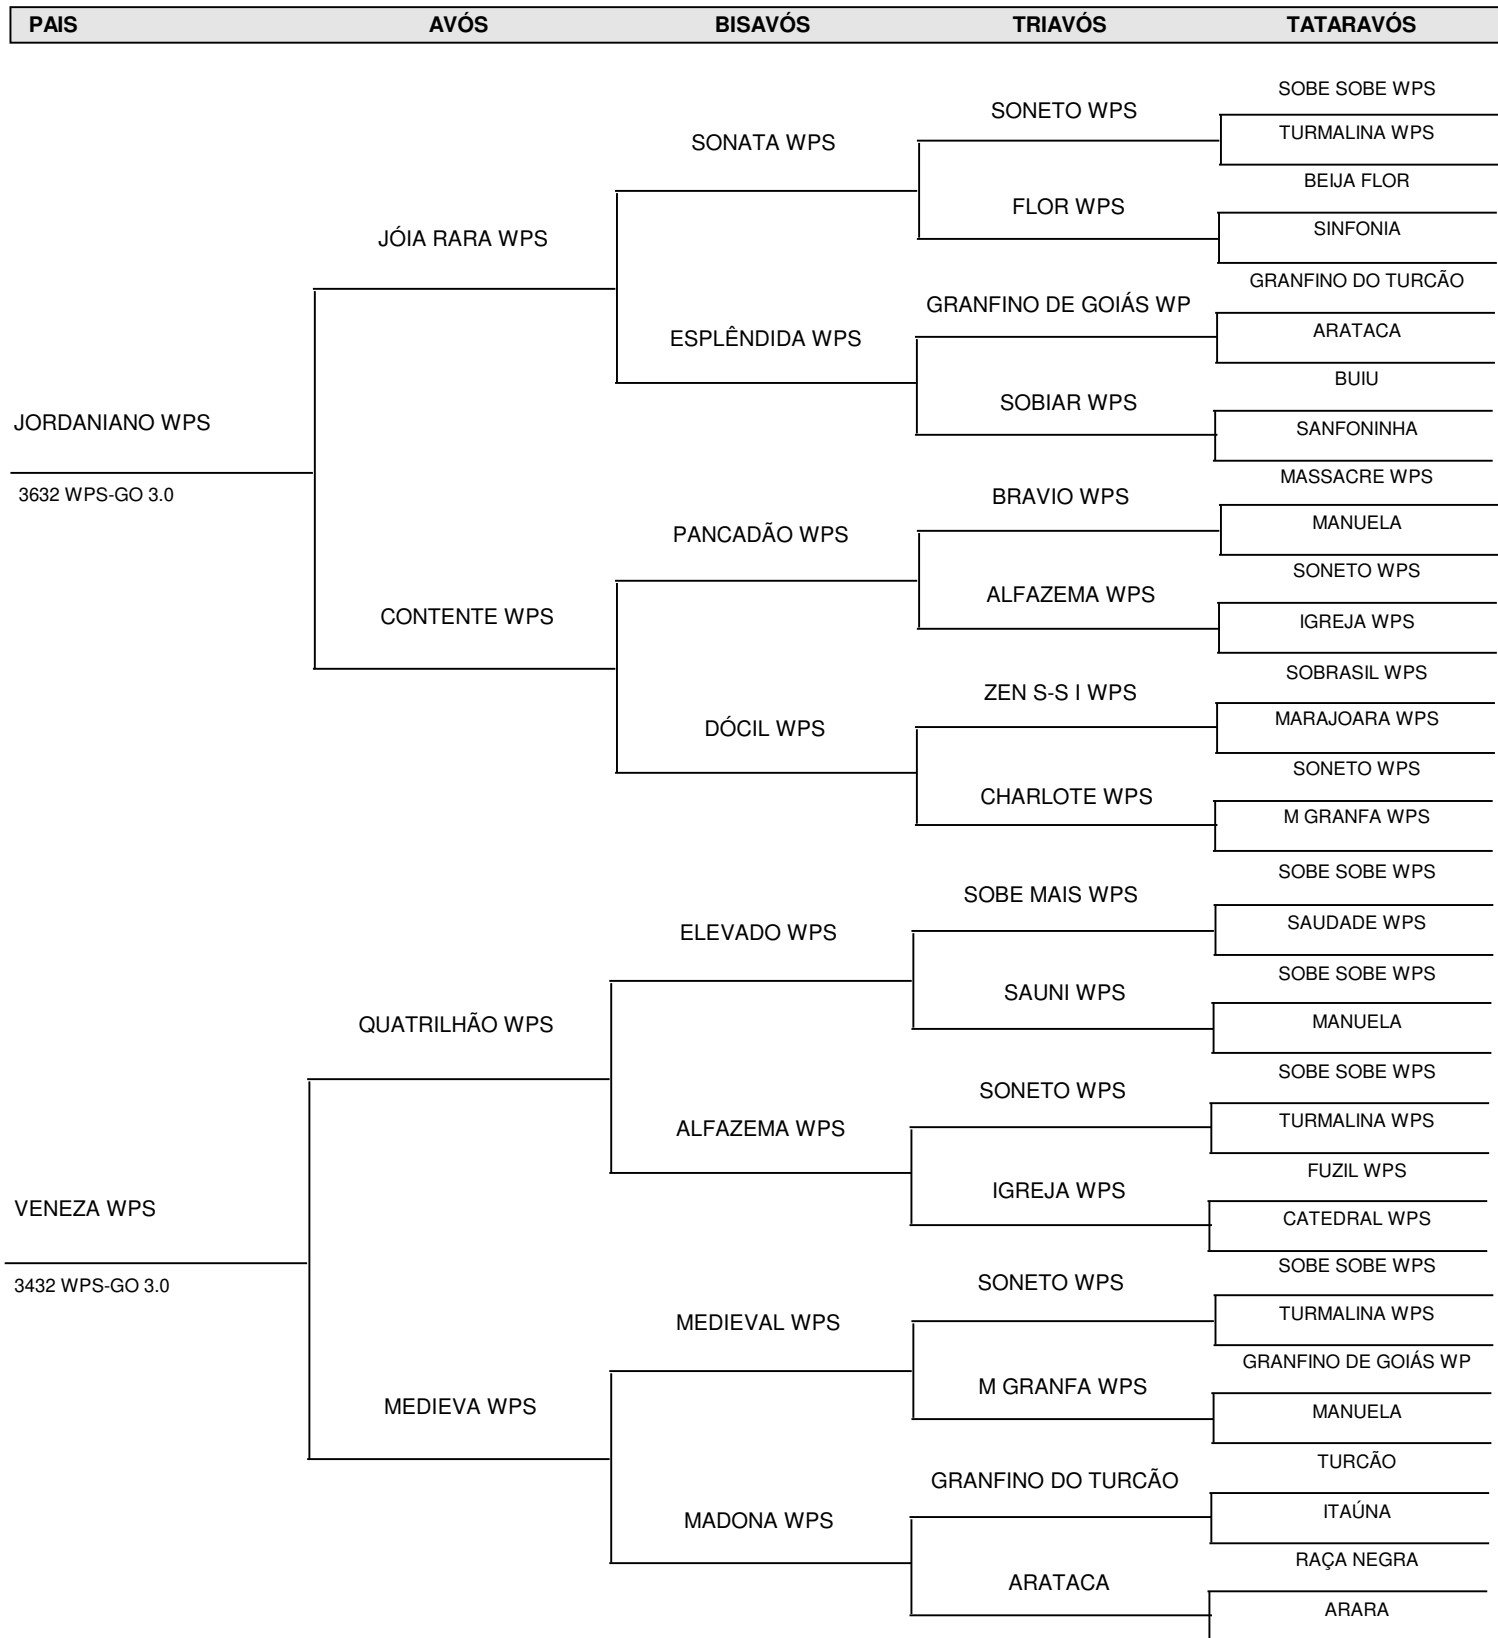 PAIS AVÓS BISAVÓS TRIAVÓS TATARAVÓS
SOBE SOBE WPS
SONETO WPS
TURMALINA WPS
SONATA WPS
BEIJA FLOR
FLOR WPS
SINFONIA
JÓIA RARA WPS
GRANFINO DO TURCÃO
GRANFINO DE GOIÁS WP
ARATACA
ESPLÊNDIDA WPS
BUIU
SOBIAR WPS
SANFONINHA
JORDANIANO WPS
3632 WPS-GO 3.0
MASSACRE WPS
BRAVIO WPS
MANUELA
PANCADÃO WPS
SONETO WPS
ALFAZEMA WPS
IGREJA WPS
CONTENTE WPS
SOBRASIL WPS
ZEN S-S I WPS
MARAJOARA WPS
DÓCIL WPS
SONETO WPS
CHARLOTE WPS
M GRANFA WPS
SOBE SOBE WPS
SOBE MAIS WPS
SAUDADE WPS
ELEVADO WPS
SOBE SOBE WPS
SAUNI WPS
MANUELA
QUATRILHÃO WPS
SOBE SOBE WPS
SONETO WPS
TURMALINA WPS
ALFAZEMA WPS
FUZIL WPS
IGREJA WPS
CATEDRAL WPS
VENEZA WPS
3432 WPS-GO 3.0
SOBE SOBE WPS
SONETO WPS
TURMALINA WPS
MEDIEVAL WPS
GRANFINO DE GOIÁS WP
M GRANFA WPS
MANUELA
MEDIEVA WPS
TURCÃO
GRANFINO DO TURCÃO
ITAÚNA
MADONA WPS
RAÇA NEGRA
ARATACA
ARARA